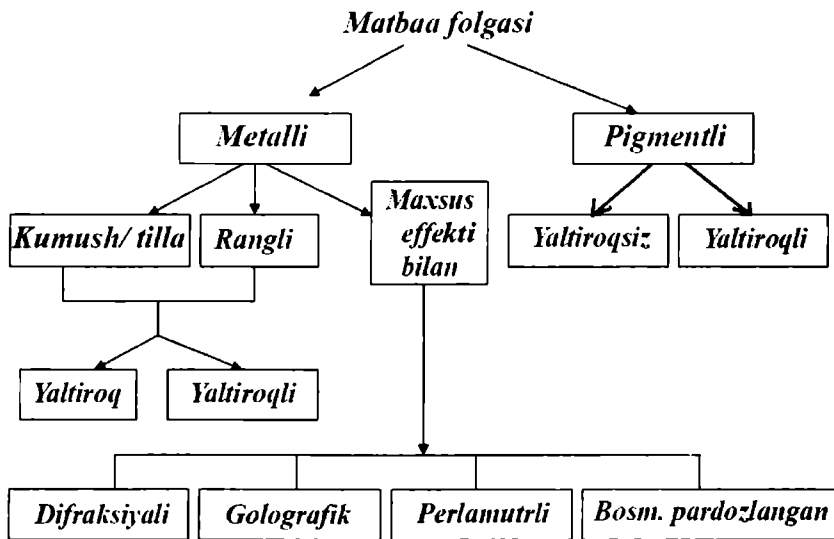 Matbaa folgasi
Metalli
Pigmentli
Kumush/ tilla
Rangli
Maxsus
effekti
bilan
Yaltiroqsiz
Yaltiroqli
Yaltiroq
Yaltiroqli
Difraksiyali
Golografik
Perlamutrli
Bosm. pardozlangan